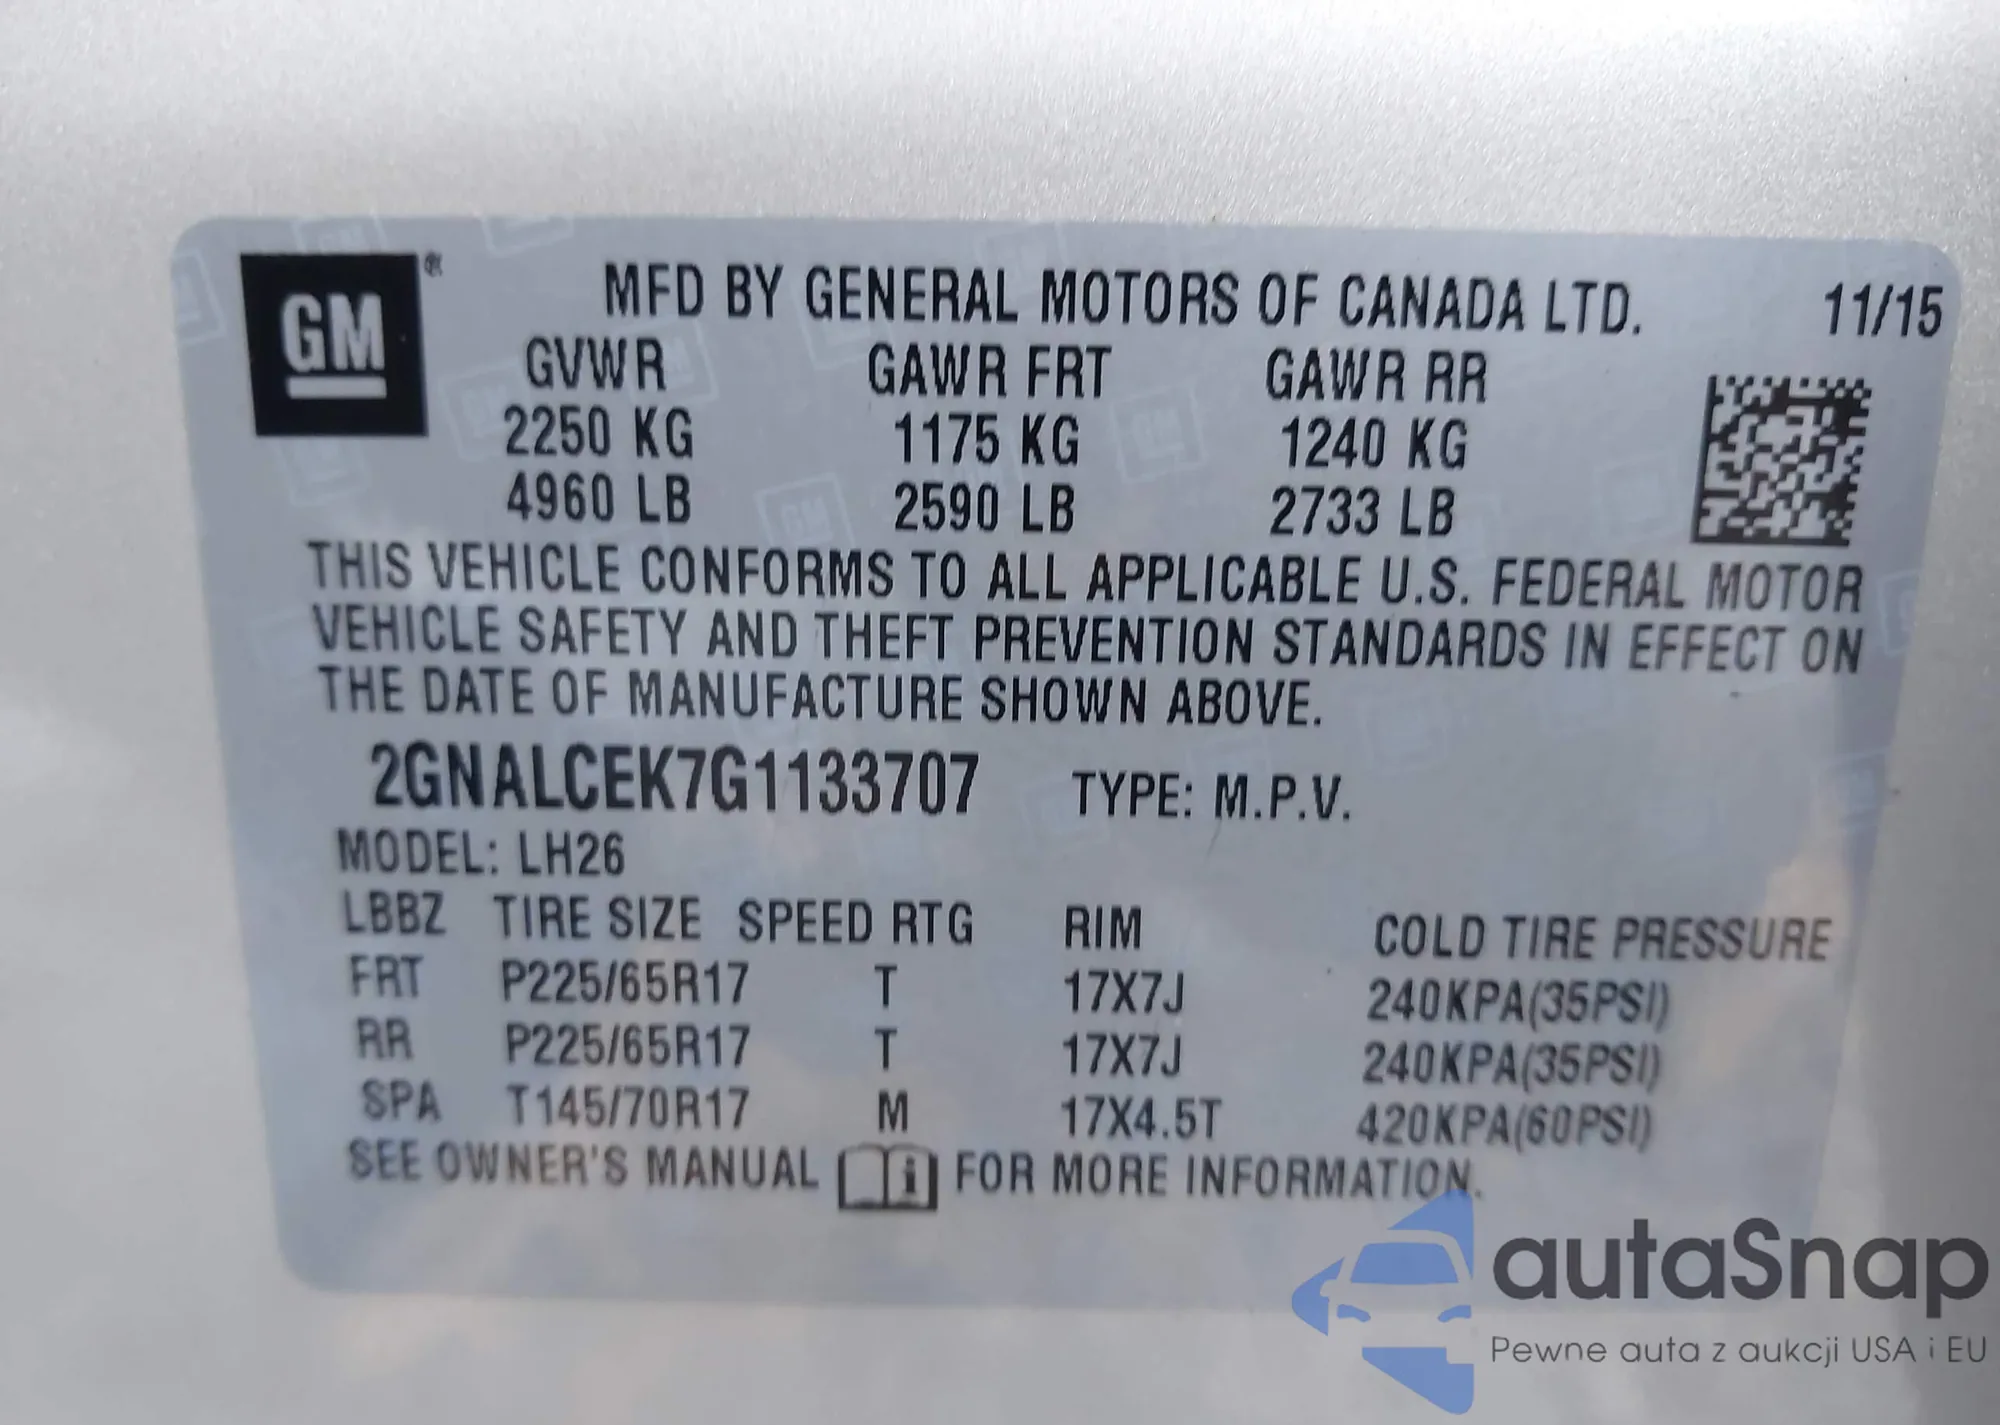 GM ®
MFD BY GENERAL MOTORS OF CANADA LTD. 11/15
GVWR GAWR FRT GAWR RR
2250 KG 1175 KG 1240 KG
4960 LB 2590 LB 2733 LB
THIS VEHICLE CONFORMS TO ALL APPLICABLE U.S. FEDERAL MOTOR
VEHICLE SAFETY AND THEFT PREVENTION STANDARDS IN EFFECT ON
THE DATE OF MANUFACTURE SHOWN ABOVE.
2GNALCEK7G1133707 TYPE: M.P.V.
MODEL: LH26
LBBZ TIRE SIZE SPEED RTG RIM COLD TIRE PRESSURE
FRT P225/65R17 T 17X7J 240KPA(35PSI)
RR P225/65R17 T 17X7J 240KPA(35PSI)
SPA T145/70R17 M 17X4.5T 420KPA(60PSI)
SEE OWNER'S MANUAL i FOR MORE INFORMATION.
autaSnap
Pewne auta z aukcji USA i EU